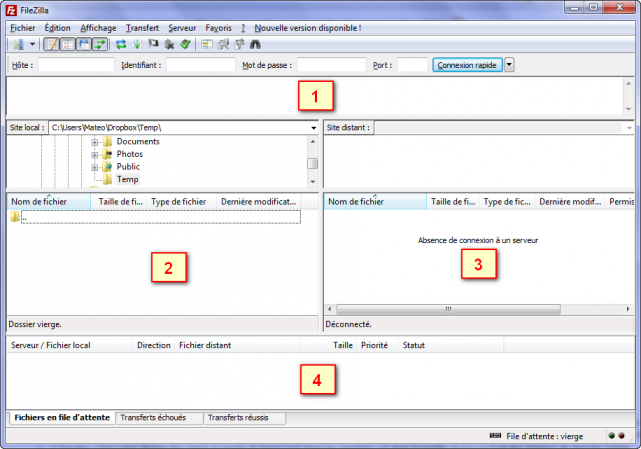 FileZilla
Fichier Édition Affichage Transfert Serveur Favoris ? Nouvelle version disponible !
Hôte : Identifiant : Mot de passe : Port : Connexion rapide
1
Site local : C:\Users\Mateo\Dropbox\Temp\ Site distant :
Documents
Photos
Public
Temp
Nom de fichier Taille de fi... Type de fichier Dernière modificat... Nom de fichier Taille de fi... Type de fic... Dernière modif... Permis
..
Absence de connexion à un serveur
2 3
Dossier vierge. Déconnecté.
Serveur / Fichier local Direction Fichier distant Taille Priorité Statut
4
Fichiers en file d'attente Transferts échoués Transferts réussis
File d'attente : vierge